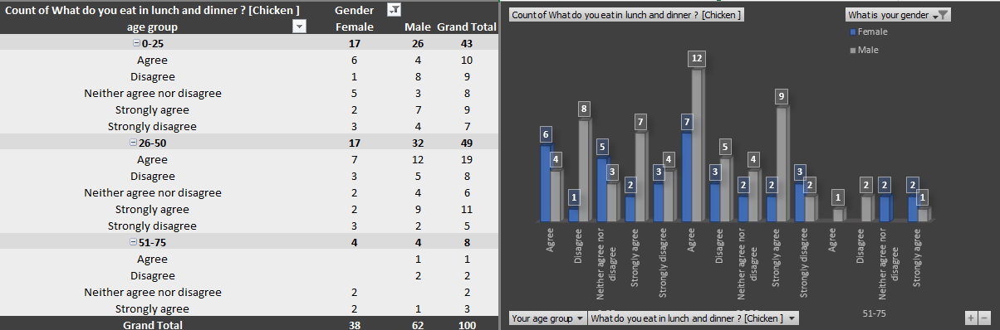 Count of What do you eat in lunch and dinner ? [Chicken ] Gender
age group Female Male Grand Total
0-25 17 26 43
Agree 6 4 10
Disagree 1 8 9
Neither agree nor disagree 5 3 8
Strongly agree 2 7 9
Strongly disagree 3 4 7
26-50 17 32 49
Agree 7 12 19
Disagree 3 5 8
Neither agree nor disagree 2 4 6
Strongly agree 2 9 11
Strongly disagree 3 2 5
51-75 4 4 8
Agree 1 1
Disagree 2 2
Neither agree nor disagree 2 2
Strongly agree 2 1 3
Grand Total 38 62 100
Count of What do you eat in lunch and dinner ? [Chicken ]
What is your gender
Female
Male
6 4 1 8 5 3 2 7 3 4 7 12 3 5 2 4 2 9 3 2 1 2 2 2 1
Agree
Disagree
Neither agree nor
disagree
Strongly agree
Strongly disagree
Agree
Disagree
Neither agree nor
disagree
Strongly agree
Strongly disagree
Agree
Disagree
Neither agree nor
disagree
Strongly agree
51-75
Your age group
What do you eat in lunch and dinner ? [Chicken ]
+ −